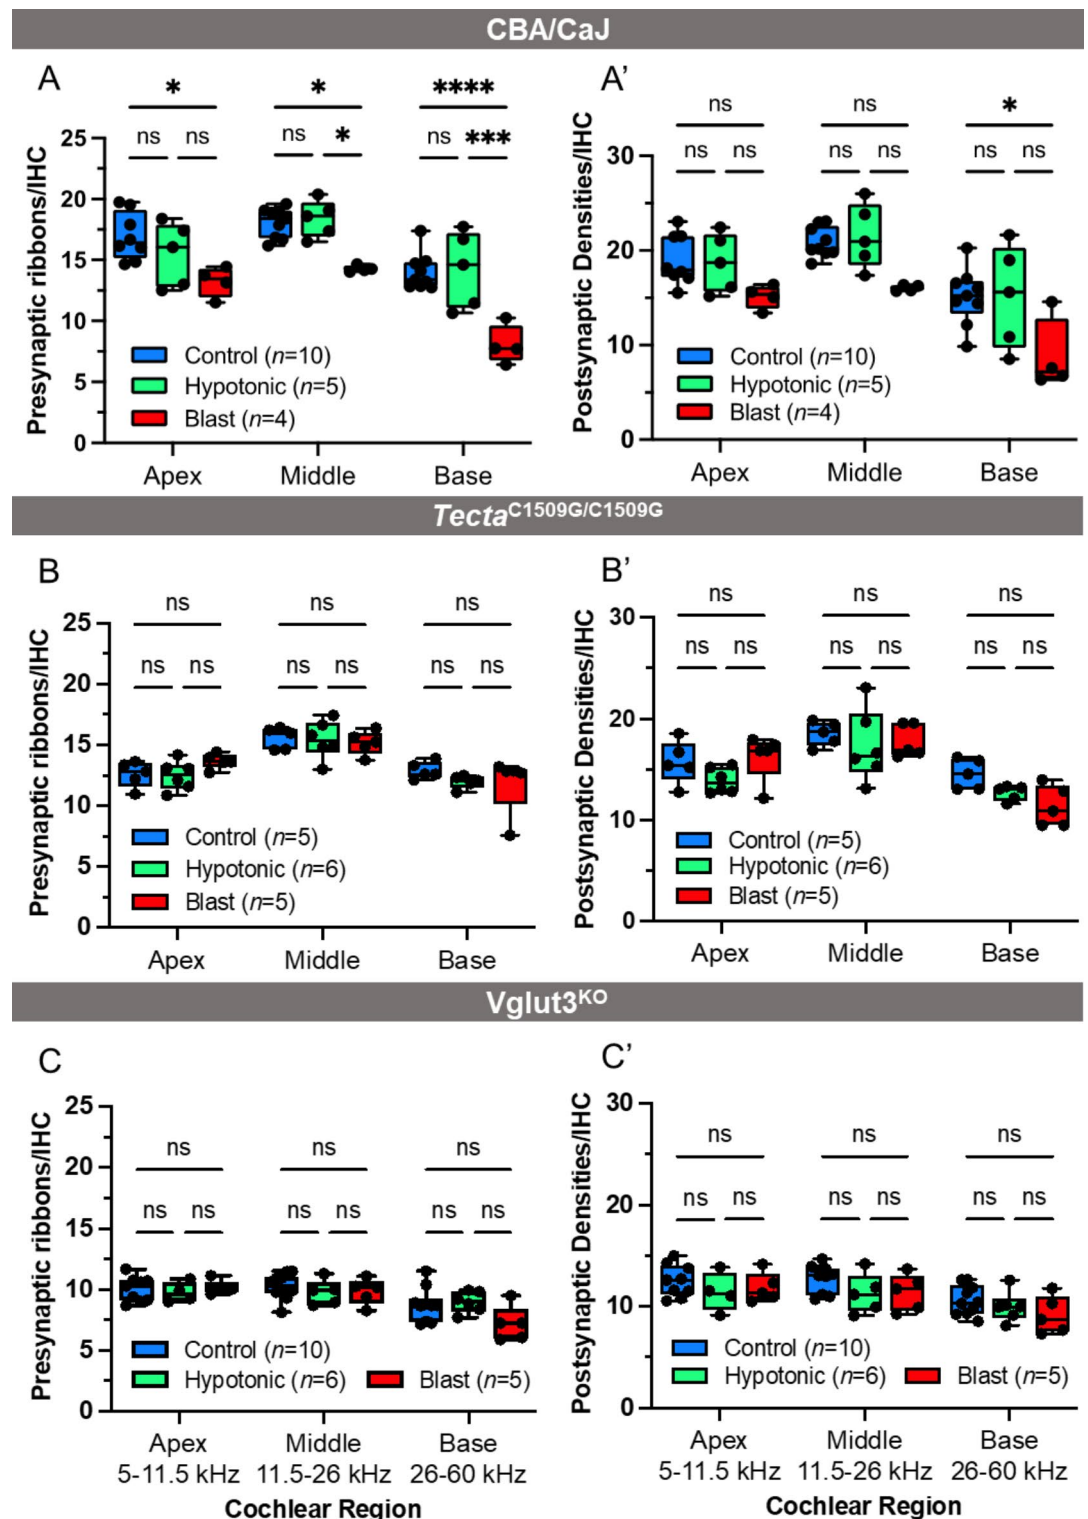 CBA/CaJ
A
* * ****
ns ns ns * ns ***
Presynaptic ribbons/IHC
25
20
15
10
5
0
Control (n=10)
Hypotonic (n=5)
Blast (n=4)
Apex Middle Base
A'
ns ns *
ns ns ns ns ns ns
Postsynaptic Densities/IHC
30
20
10
0
Control (n=10)
Hypotonic (n=5)
Blast (n=4)
Apex Middle Base
Tecta^C1509G/C1509G
B
ns ns ns
ns ns ns ns ns ns
Presynaptic ribbons/IHC
25
20
15
10
5
0
Control (n=5)
Hypotonic (n=6)
Blast (n=5)
Apex Middle Base
B'
ns ns ns
ns ns ns ns ns ns
Postsynaptic Densities/IHC
30
20
10
0
Control (n=5)
Hypotonic (n=6)
Blast (n=5)
Apex Middle Base
Vglut3^KO
C
ns ns ns
ns ns ns ns ns ns
Presynaptic ribbons/IHC
25
20
15
10
5
0
Control (n=10)
Hypotonic (n=6) Blast (n=5)
Apex Middle Base
5-11.5 kHz 11.5-26 kHz 26-60 kHz
Cochlear Region
C'
ns ns ns
ns ns ns ns ns ns
Postsynaptic Densities/IHC
30
20
10
0
Control (n=10)
Hypotonic (n=6) Blast (n=5)
Apex Middle Base
5-11.5 kHz 11.5-26 kHz 26-60 kHz
Cochlear Region